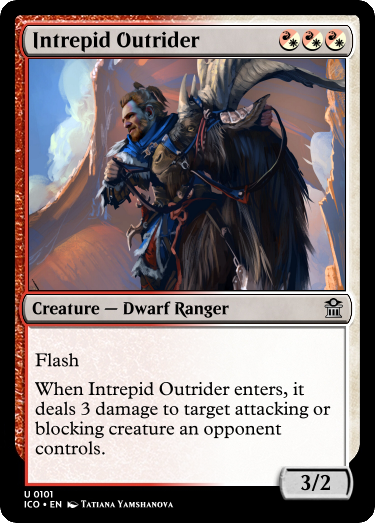 Intrepid Outrider
Creature — Dwarf Ranger
Flash
When Intrepid Outrider enters, it
deals 3 damage to target attacking or
blocking creature an opponent
controls.
3/2
U 0101
ICO • EN Tatiana Yamshanova